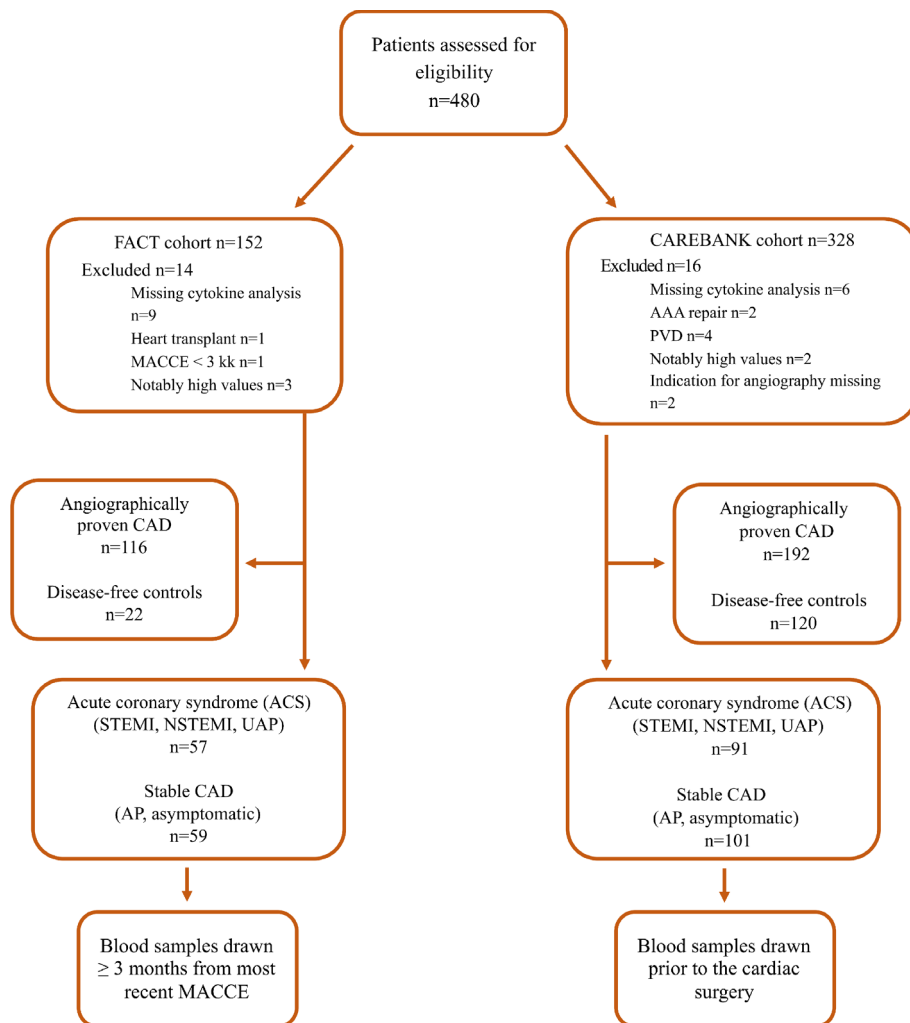 Patients assessed for
eligibility
n=480
FACT cohort n=152
Excluded n=14
Missing cytokine analysis
n=9
Heart transplant n=1
MACCE < 3 kk n=1
Notably high values n=3
CAREBANK cohort n=328
Excluded n=16
Missing cytokine analysis n=6
AAA repair n=2
PVD n=4
Notably high values n=2
Indication for angiography missing
n=2
Angiographically
proven CAD
n=116
Disease-free controls
n=22
Angiographically
proven CAD
n=192
Disease-free controls
n=120
Acute coronary syndrome (ACS)
(STEMI, NSTEMI, UAP)
n=57
Stable CAD
(AP, asymptomatic)
n=59
Acute coronary syndrome (ACS)
(STEMI, NSTEMI, UAP)
n=91
Stable CAD
(AP, asymptomatic)
n=101
Blood samples drawn
≥ 3 months from most
recent MACCE
Blood samples drawn
prior to the cardiac
surgery